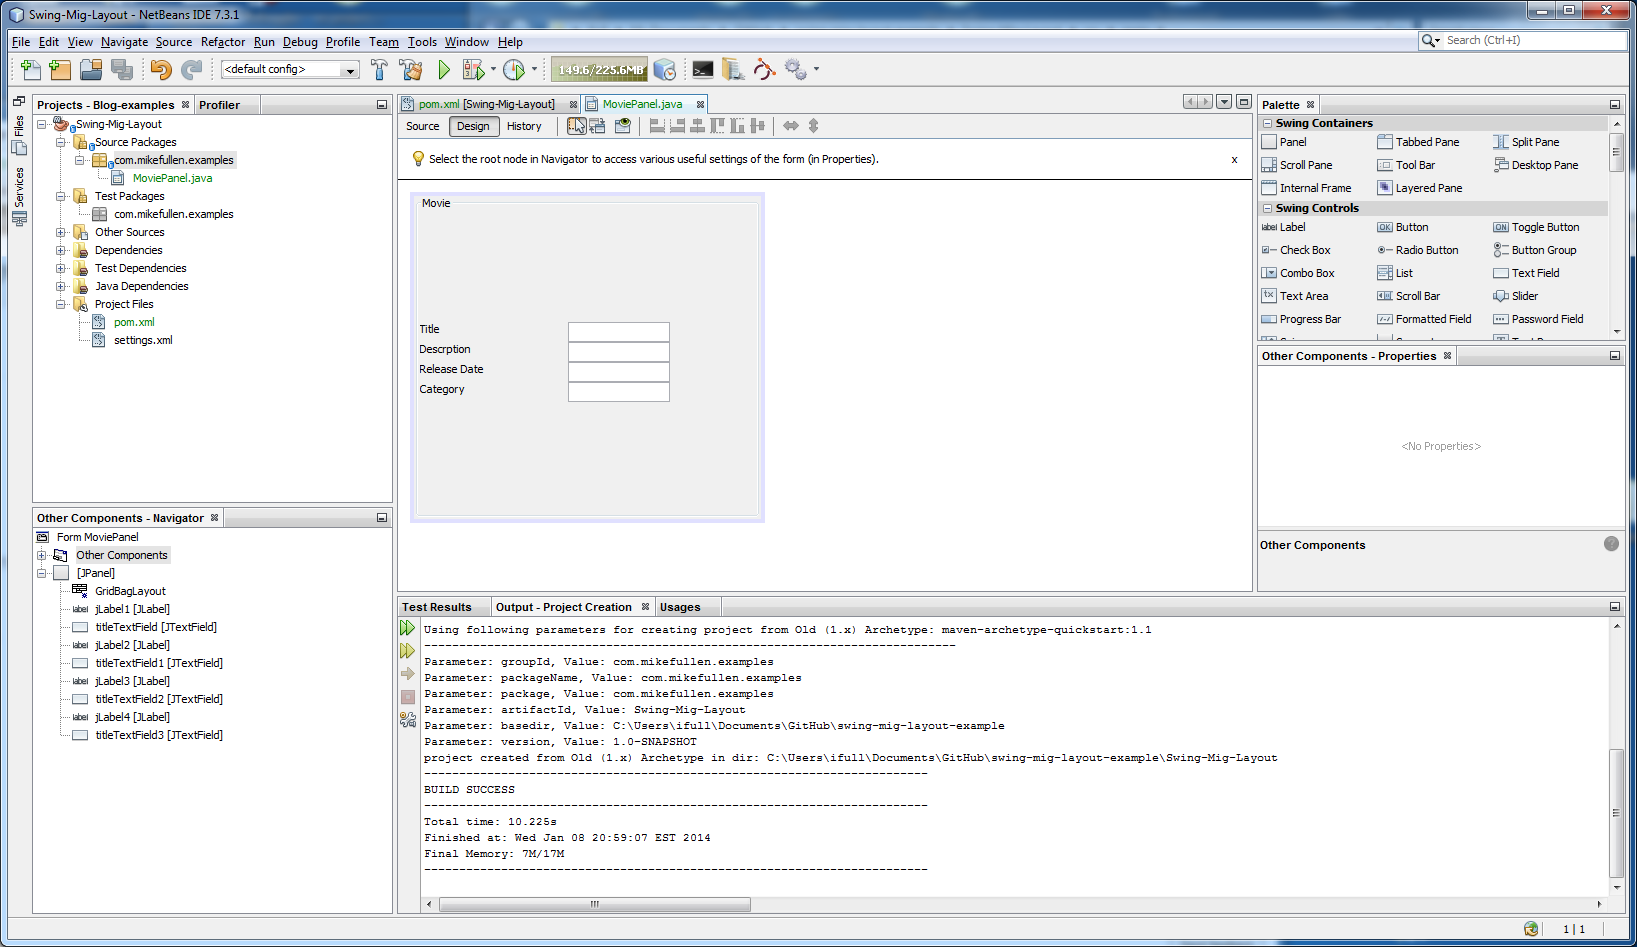 Swing-Mig-Layout - NetBeans IDE 7.3.1
File Edit View Navigate Source Refactor Run Debug Profile Team Tools Window Help
Search (Ctrl+I)
<default config>
149.6/225.6MB
Files
Services
Projects - Blog-examples
Profiler
Swing-Mig-Layout
Source Packages
com.mikefullen.examples
MoviePanel.java
Test Packages
com.mikefullen.examples
Other Sources
Dependencies
Test Dependencies
Java Dependencies
Project Files
pom.xml
settings.xml
Other Components - Navigator
Form MoviePanel
Other Components
[JPanel]
GridBagLayout
jLabel1 [JLabel]
titleTextField [JTextField]
jLabel2 [JLabel]
titleTextField1 [JTextField]
jLabel3 [JLabel]
titleTextField2 [JTextField]
jLabel4 [JLabel]
titleTextField3 [JTextField]
pom.xml [Swing-Mig-Layout]
MoviePanel.java
Source Design History
Select the root node in Navigator to access various useful settings of the form (in Properties).
x
Movie
Title
Descrption
Release Date
Category
Test Results
Output - Project Creation
Usages
Using following parameters for creating project from Old (1.x) Archetype: maven-archetype-quickstart:1.1
----------------------------------------------------------------------------
Parameter: groupId, Value: com.mikefullen.examples
Parameter: packageName, Value: com.mikefullen.examples
Parameter: package, Value: com.mikefullen.examples
Parameter: artifactId, Value: Swing-Mig-Layout
Parameter: basedir, Value: C:\Users\ifull\Documents\GitHub\swing-mig-layout-example
Parameter: version, Value: 1.0-SNAPSHOT
project created from Old (1.x) Archetype in dir: C:\Users\ifull\Documents\GitHub\swing-mig-layout-example\Swing-Mig-Layout
------------------------------------------------------------------------
BUILD SUCCESS
------------------------------------------------------------------------
Total time: 10.225s
Finished at: Wed Jan 08 20:59:07 EST 2014
Final Memory: 7M/17M
------------------------------------------------------------------------
Palette
Swing Containers
Panel Tabbed Pane Split Pane
Scroll Pane Tool Bar Desktop Pane
Internal Frame Layered Pane
Swing Controls
label Label OK Button ON Toggle Button
Check Box Radio Button Button Group
Combo Box List Text Field
Text Area Scroll Bar Slider
Progress Bar Formatted Field Password Field
Other Components - Properties
<No Properties>
Other Components
1 | 1